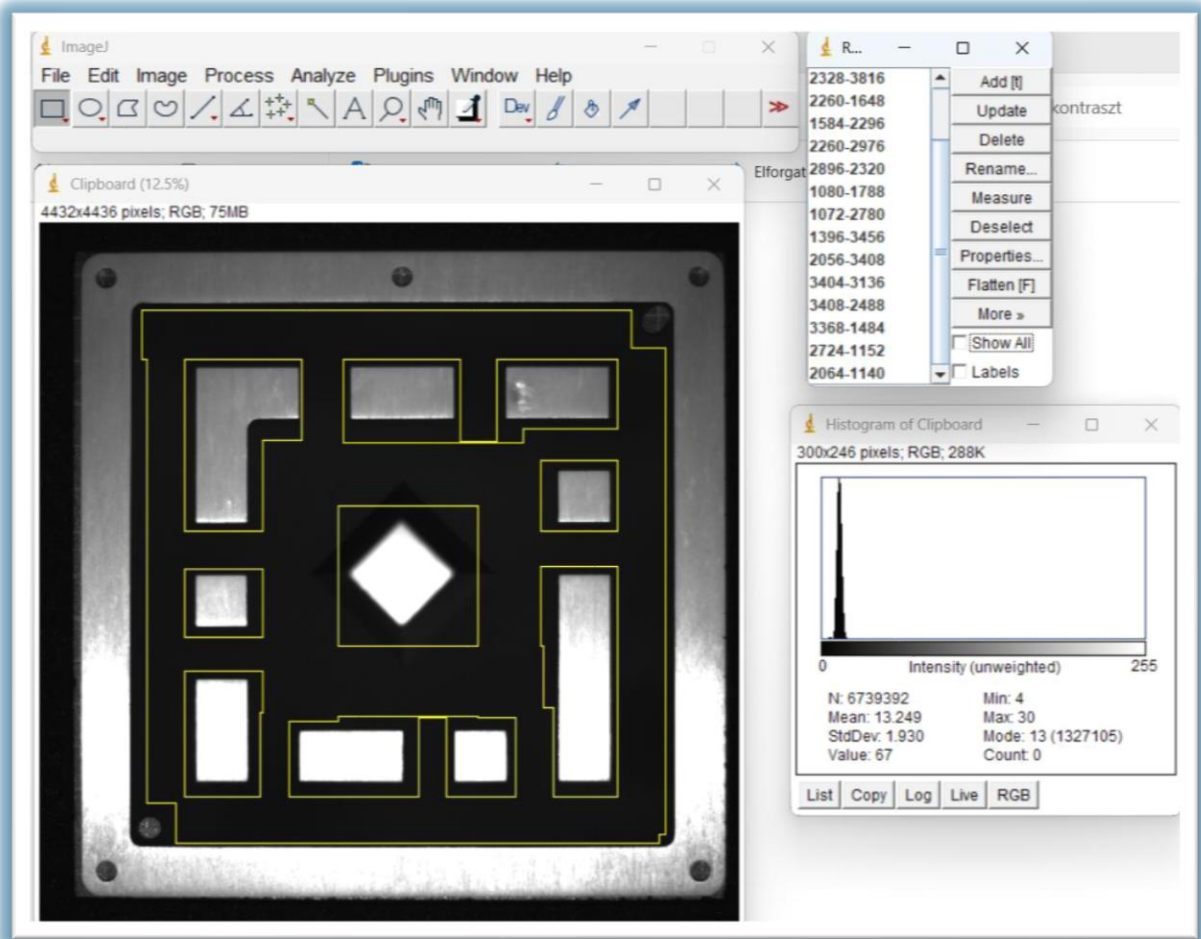 ImageJ
File Edit Image Process Analyze Plugins Window Help
Dev
Clipboard (12.5%)
4432x4436 pixels; RGB; 75MB
Elforgat
kontraszt
R...
2328-3816
2260-1648
1584-2296
2260-2976
2896-2320
1080-1788
1072-2780
1396-3456
2056-3408
3404-3136
3408-2488
3368-1484
2724-1152
2064-1140
Add [t]
Update
Delete
Rename...
Measure
Deselect
Properties...
Flatten [F]
More »
Show All
Labels
Histogram of Clipboard
300x246 pixels; RGB; 288K
0 Intensity (unweighted) 255
N: 6739392 Min: 4
Mean: 13.249 Max: 30
StdDev: 1.930 Mode: 13 (1327105)
Value: 67 Count: 0
List Copy Log Live RGB